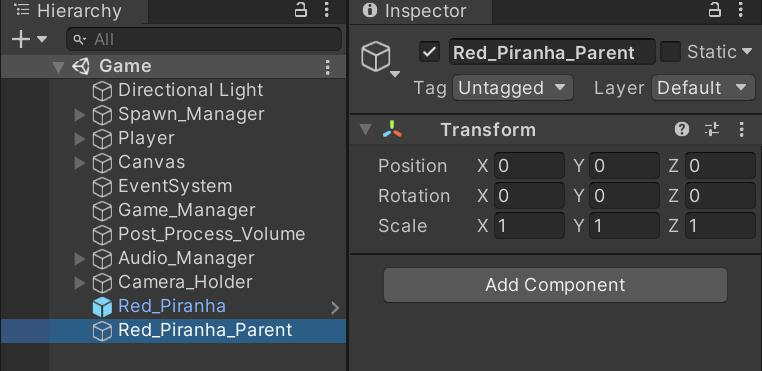 Hierarchy
All
Game
Directional Light
Spawn_Manager
Player
Canvas
EventSystem
Game_Manager
Post_Process_Volume
Audio_Manager
Camera_Holder
Red_Piranha
Red_Piranha_Parent
Inspector
Red_Piranha_Parent Static
Tag Untagged Layer Default
Transform
Position X 0 Y 0 Z 0
Rotation X 0 Y 0 Z 0
Scale X 1 Y 1 Z 1
Add Component